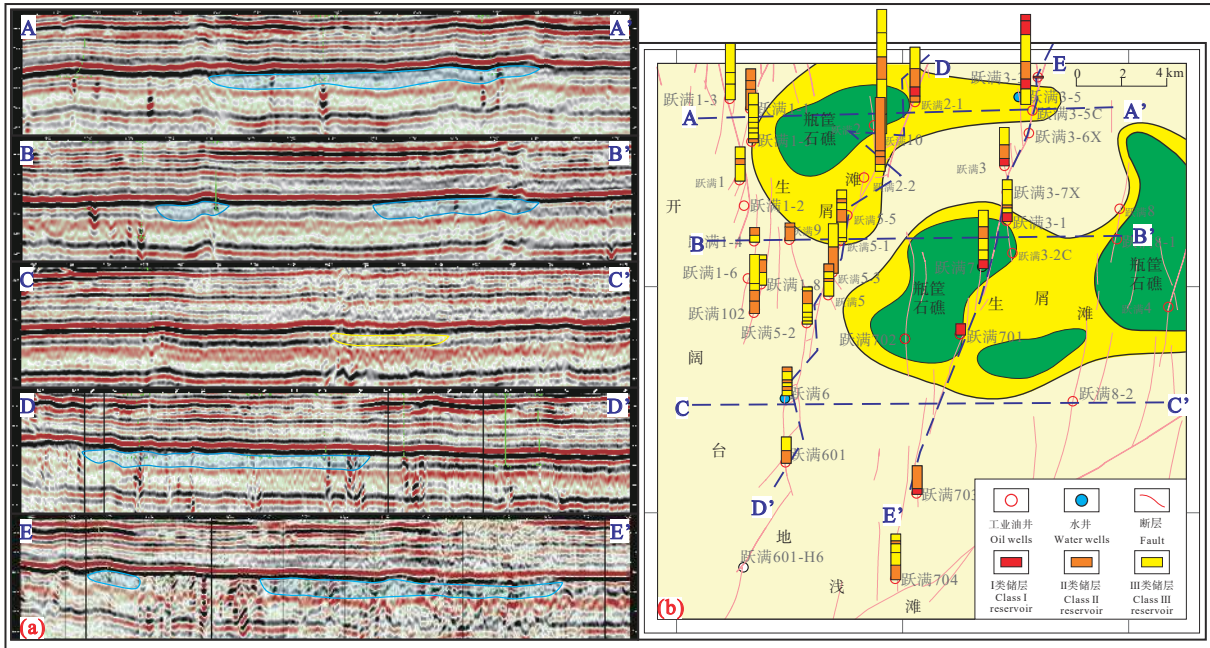 A
A'
B
B'
C
C'
D
D'
E
E'
(a)
D
E
跃满3-3
0
2
4 km
跃满1-3
跃满2-1
跃满3-5
A
A'
跃满3-5C
瓶筐
石礁
跃满3-6X
跃满3
跃满1
生
滩
跃满2-2
跃满3-7X
开
跃满1-2
屑
跃满3-1
B
跃满1-4
5-1
B'
跃满3-2C
跃满1-6
瓶筐
石礁
瓶筐
石礁
跃满5
生
屑
滩
跃满102
跃满5-2
跃满702
跃满701
阔
跃满6
C
跃满8-2
C'
台
跃满601
D'
跃满703
E'
地
跃满601-H6
浅
跃满704
滩
工业油井
Oil wells
水井
Water wells
断层
Fault
I类储层
Class I
reservoir
II类储层
Class II
reservoir
III类储层
Class III
reservoir
(b)